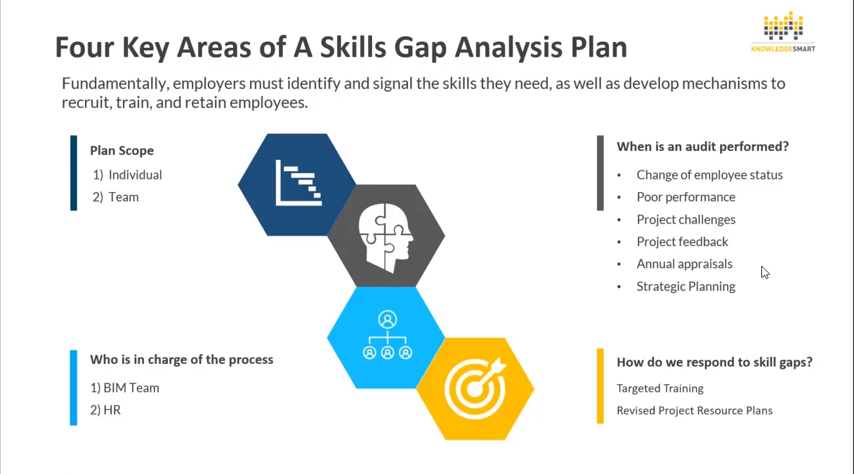 Four Key Areas of A Skills Gap Analysis Plan
KNOWLEDGESMART
Fundamentally, employers must identify and signal the skills they need, as well as develop mechanisms to
recruit, train, and retain employees.
Plan Scope
1) Individual
2) Team
When is an audit performed?
• Change of employee status
• Poor performance
• Project challenges
• Project feedback
• Annual appraisals
• Strategic Planning
Who is in charge of the process
1) BIM Team
2) HR
How do we respond to skill gaps?
Targeted Training
Revised Project Resource Plans